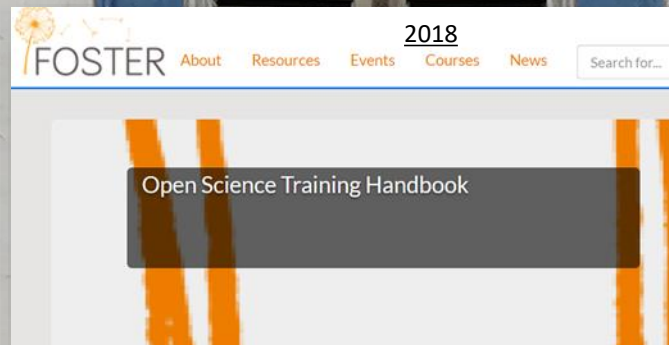 2018
FOSTER About Resources Events Courses News Search for...
Open Science Training Handbook